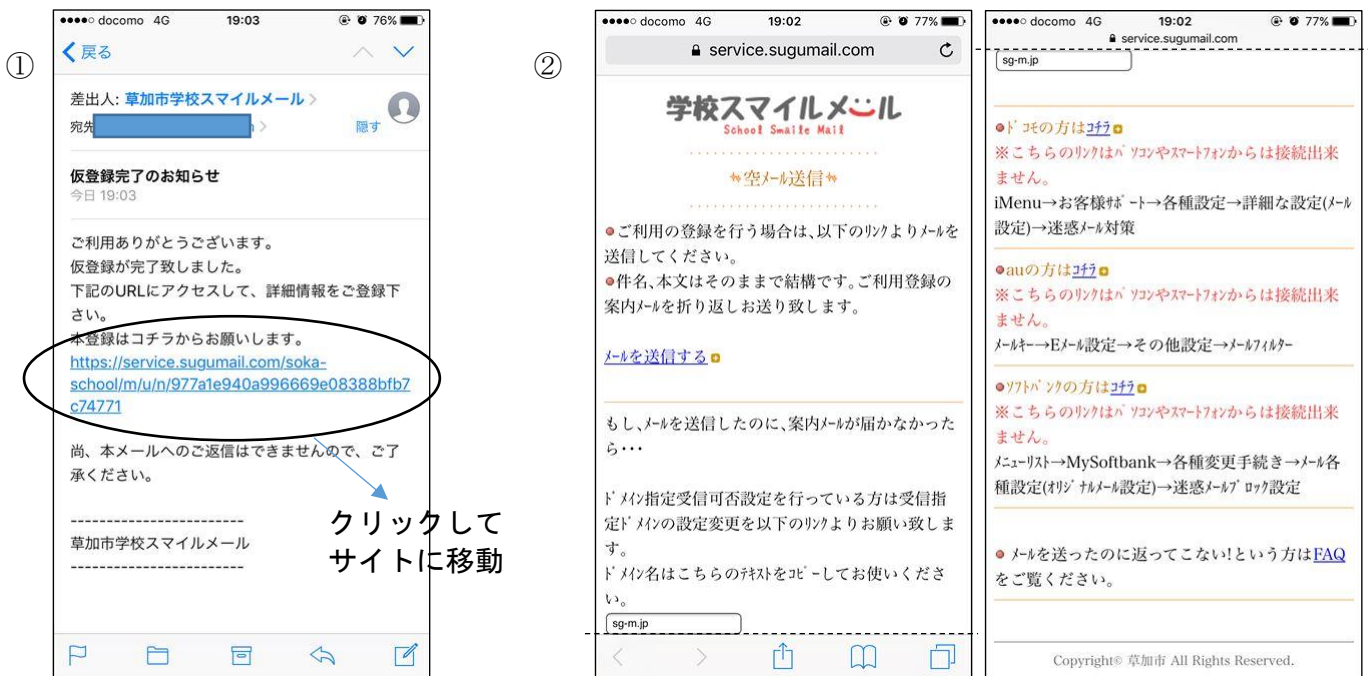 ①
●●●●○ docomo 4G 19:03 76%
戻る
差出人: 草加市学校スマイルメール
宛先
隠す
仮登録完了のお知らせ
今日 19:03
ご利用ありがとうございます。
仮登録が完了致しました。
下記のURLにアクセスして、詳細情報をご登録下
さい。
本登録はコチラからお願いします。
https://service.sugumail.com/soka-
school/m/u/n/977a1e940a996669e08388bfb7
c74771
尚、本メールへのご返信はできませんので、ご了
承ください。
------------------------
草加市学校スマイルメール
------------------------
クリックして
サイトに移動
②
●●●●○ docomo 4G 19:02 77%
service.sugumail.com
学校スマイルメール
School Smaile Mail
空メール送信
●ご利用の登録を行う場合は、以下のリンクよりメールを
送信してください。
●件名、本文はそのままで結構です。ご利用登録の
案内メールを折り返しお送り致します。
メールを送信する
もし、メールを送信したのに、案内メールが届かなかった
ら・・・
ドメイン指定受信可否設定を行っている方は受信指
定ドメインの設定変更を以下のリンクよりお願い致しま
す。
ドメイン名はこちらのテキストをコピーしてお使いくださ
い。
sg-m.jp
●●●●○ docomo 4G 19:02 77%
service.sugumail.com
sg-m.jp
●ドコモの方はコチラ
※こちらのリンクはパソコンやスマートフォンからは接続出来
ません。
iMenu→お客様サポート→各種設定→詳細な設定(メール
設定)→迷惑メール対策
●auの方はコチラ
※こちらのリンクはパソコンやスマートフォンからは接続出来
ません。
メールキー→Eメール設定→その他設定→メールフィルター
●ソフトバンクの方はコチラ
※こちらのリンクはパソコンやスマートフォンからは接続出来
ません。
メニューリスト→MySoftbank→各種変更手続き→メール各
種設定(オリジナルメール設定)→迷惑メールブロック設定
●メールを送ったのに返ってこない!という方はFAQ
をご覧ください。
Copyright© 草加市 All Rights Reserved.